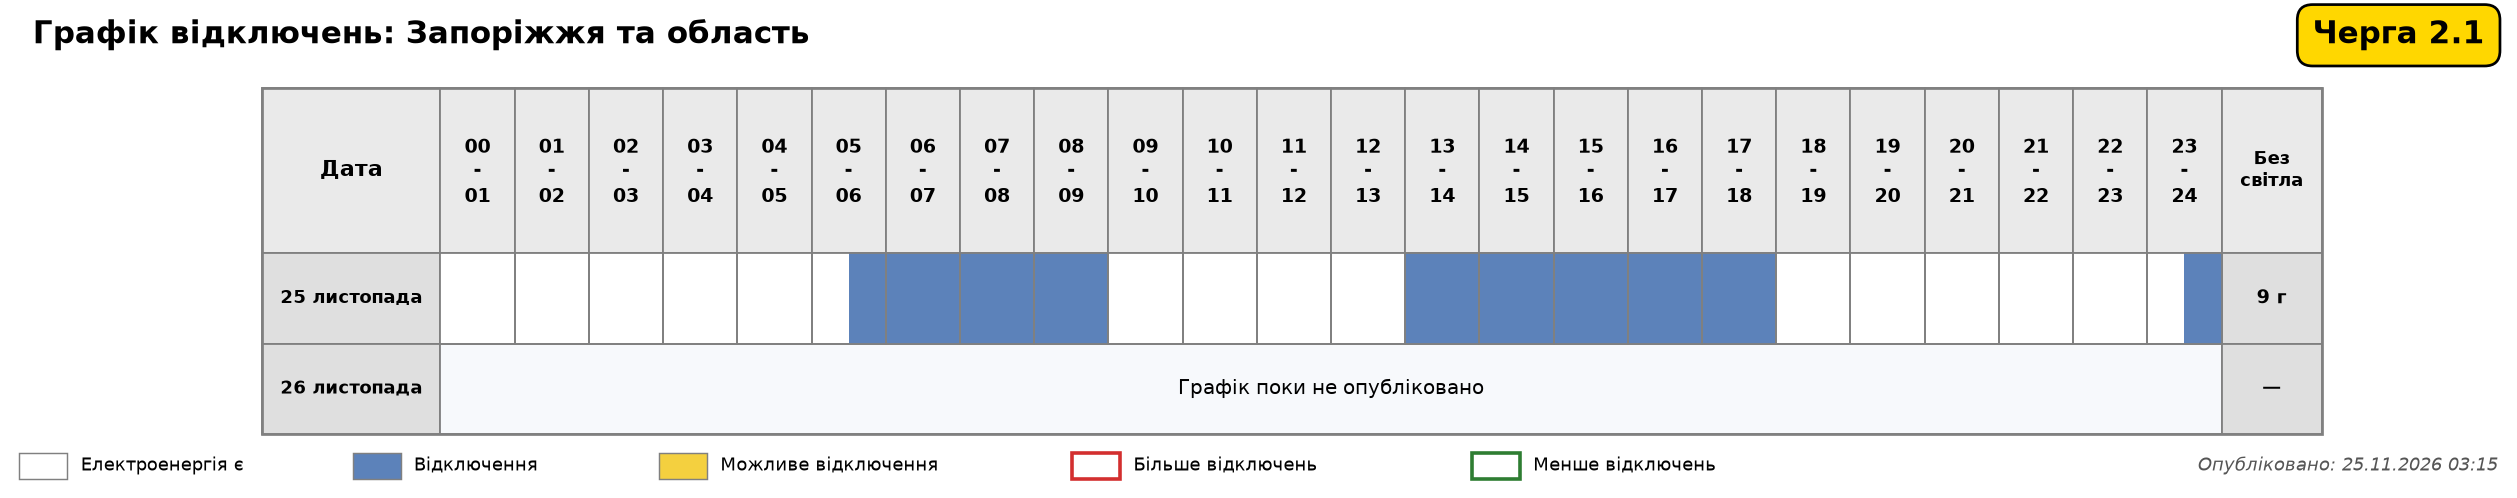 Графік відключень: Запоріжжя та область
Черга 2.1
Дата
00 - 01
01 - 02
02 - 03
03 - 04
04 - 05
05 - 06
06 - 07
07 - 08
08 - 09
09 - 10
10 - 11
11 - 12
12 - 13
13 - 14
14 - 15
15 - 16
16 - 17
17 - 18
18 - 19
19 - 20
20 - 21
21 - 22
22 - 23
23 - 24
Без
світла
25 листопада
9 г
26 листопада
Графік поки не опубліковано
—
Електроенергія є
Відключення
Можливе відключення
Більше відключень
Менше відключень
Опубліковано: 25.11.2026 03:15